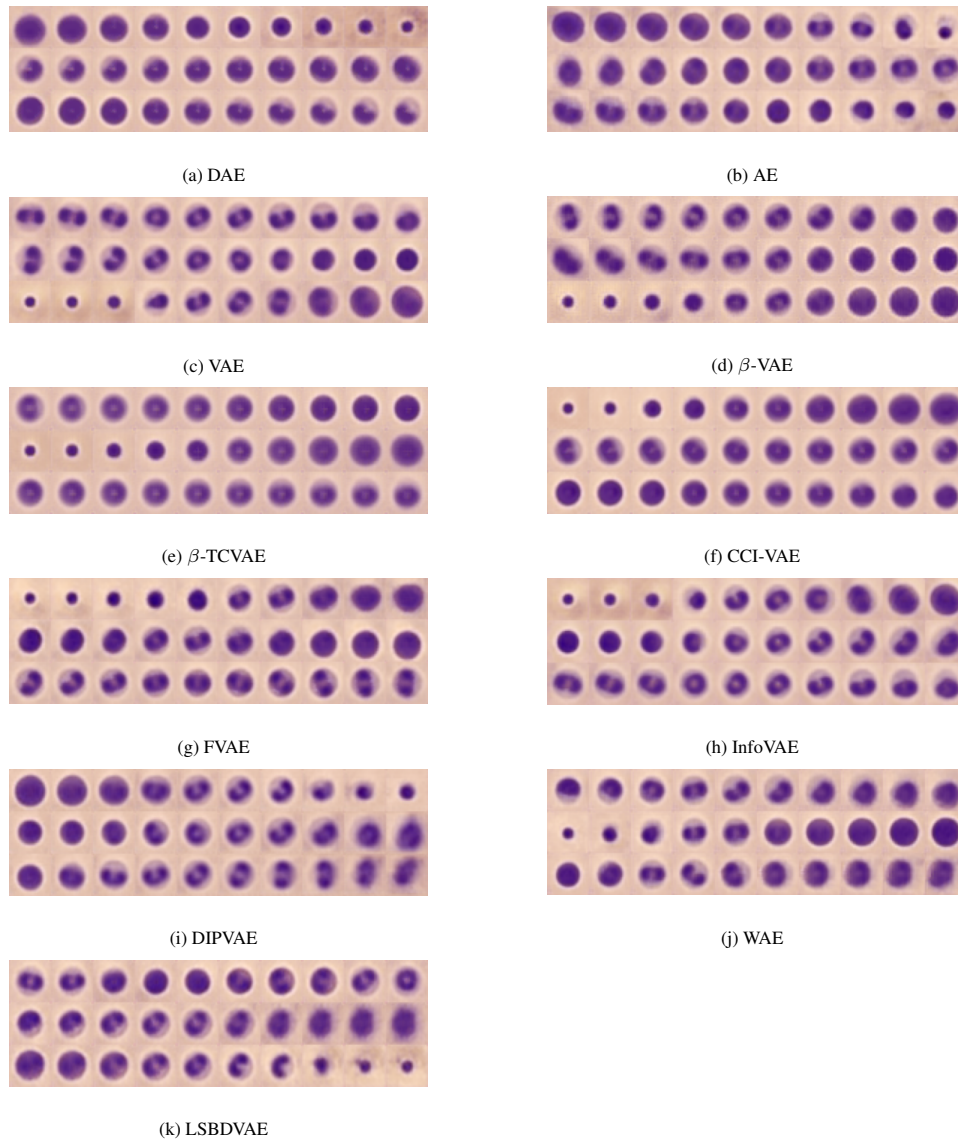 (a) DAE
(b) AE
(c) VAE
(d) β-VAE
(e) β-TCVAE
(f) CCI-VAE
(g) FVAE
(h) InfoVAE
(i) DIPVAE
(j) WAE
(k) LSBDVAE